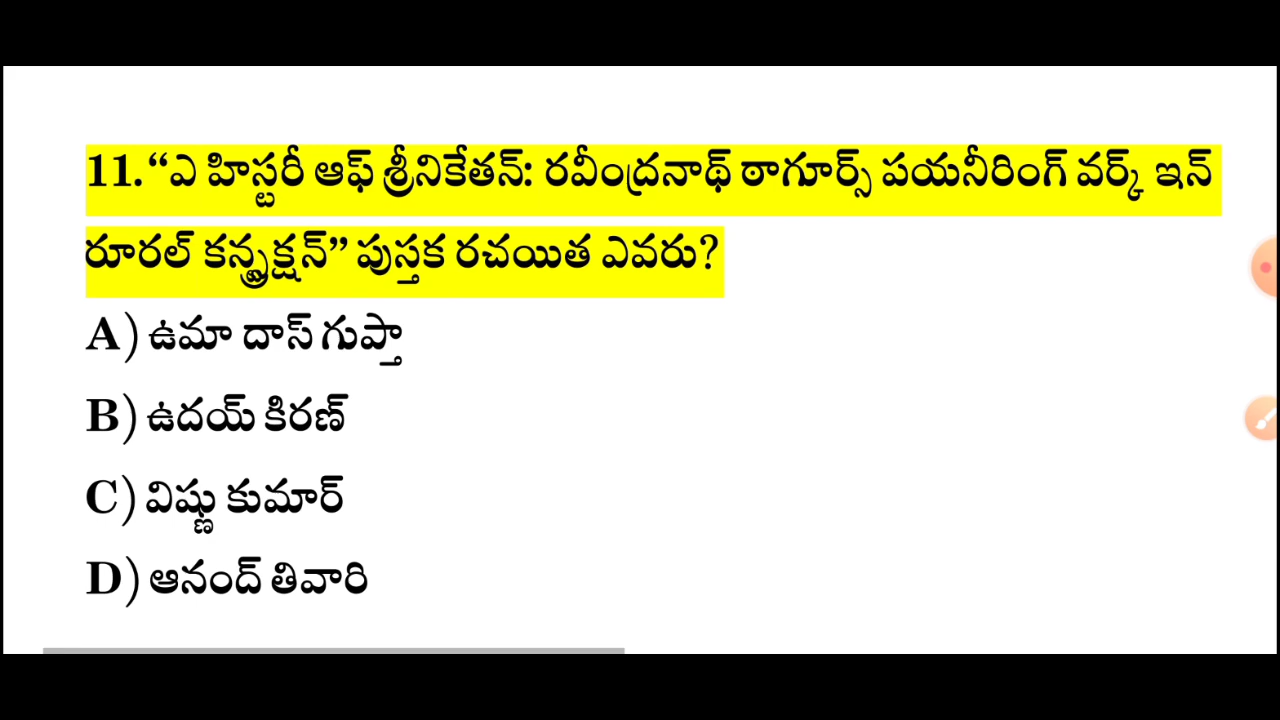 11.“ఎ హిస్టరీ ఆఫ్ శ్రీనికేతన్: రవీంద్రనాథ్ ఠాగూర్స్ పయనీరింగ్ వర్క్ ఇన్
రూరల్ కన్స్ట్రక్షన్” పుస్తక రచయిత ఎవరు?
A) ఉమా దాస్ గుప్తా
B) ఉదయ్ కిరణ్
C) విష్ణు కుమార్
D) ఆనంద్ తివారి